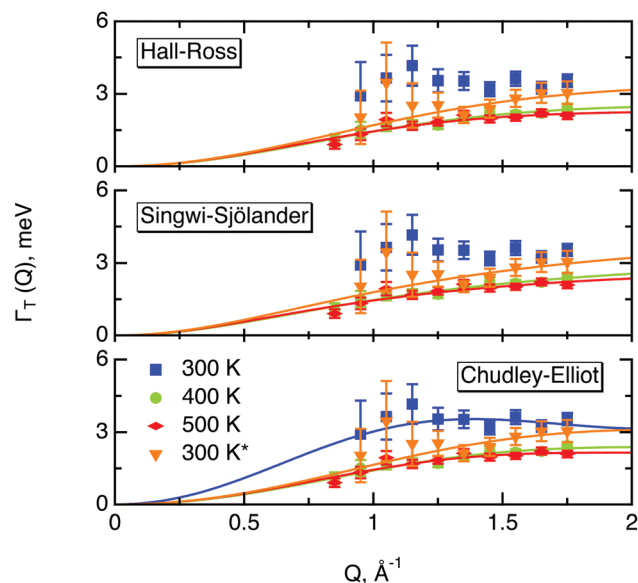 6
Hall-Ross
3
0
6
Singwi-Sjölander
3
0
6
Chudley-Elliot
300 K
400 K
3
500 K
300 K*
0
0 0.5 1 1.5 2
Q, Å⁻¹
Γ_T (Q), meV